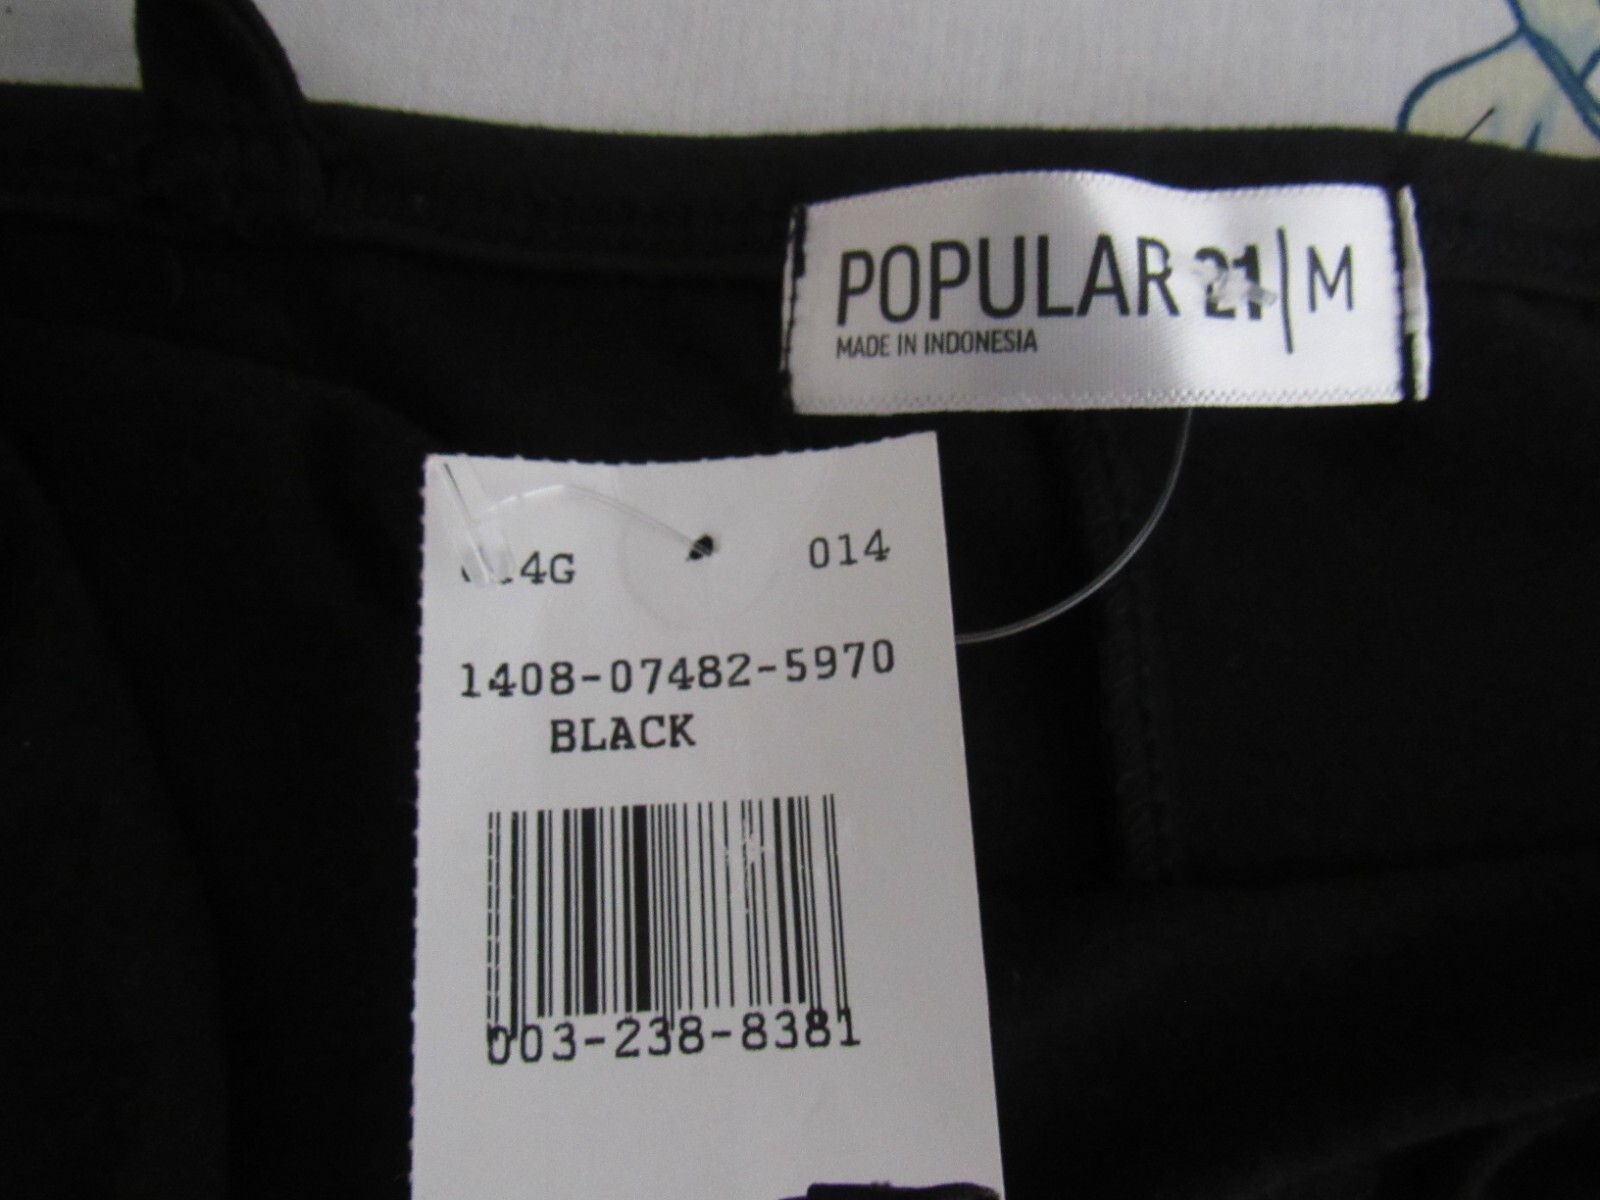 POPULAR 21 | M
MADE IN INDONESIA
014
1408-07482-5970
BLACK
003-238-8381